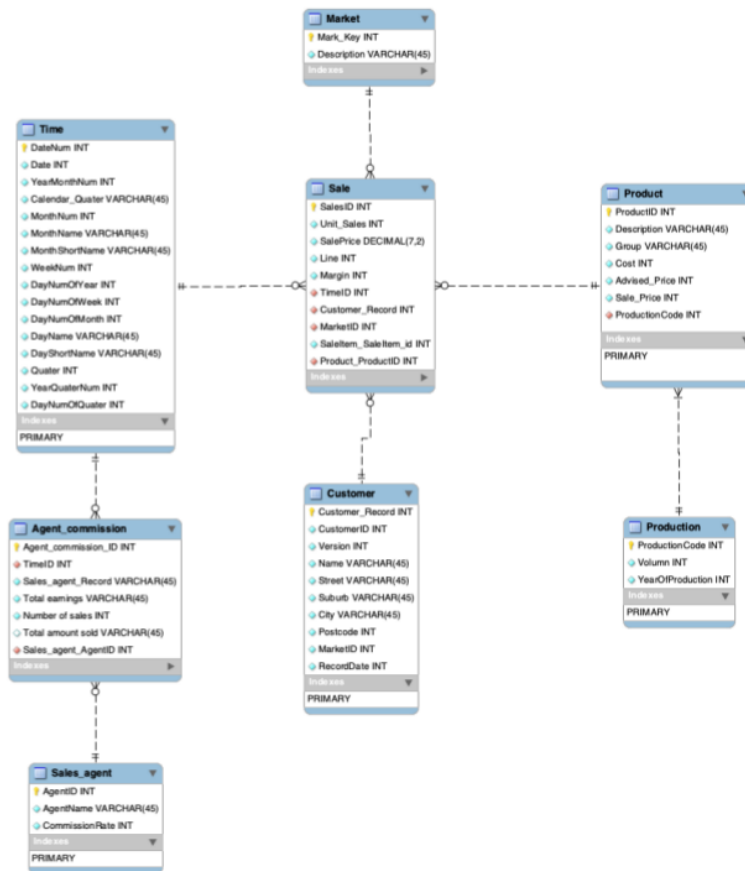 Market
Mark_Key INT
Description VARCHAR(45)
Indexes
Time
DateNum INT
Date INT
YearMonthNum INT
Calendar_Quater VARCHAR(45)
MonthNum INT
MonthName VARCHAR(45)
MonthShortName VARCHAR(45)
WeekNum INT
DayNumOfYear INT
DayNumOfWeek INT
DayNumOfMonth INT
DayName VARCHAR(45)
DayShortName VARCHAR(45)
Quater INT
YearQuaterNum INT
DayNumOfQuater INT
Indexes
PRIMARY
Sale
SalesID INT
Unit_Sales INT
SalePrice DECIMAL(7,2)
Line INT
Margin INT
TimeID INT
Customer_Record INT
MarketID INT
SaleItem_SaleItem_id INT
Product_ProductID INT
Indexes
Product
ProductID INT
Description VARCHAR(45)
Group VARCHAR(45)
Cost INT
Advised_Price INT
Sale_Price INT
ProductionCode INT
Indexes
PRIMARY
Agent_commission
Agent_commission_ID INT
TimeID INT
Sales_agent_Record VARCHAR(45)
Total earnings VARCHAR(45)
Number of sales INT
Total amount sold VARCHAR(45)
Sales_agent_AgentID INT
Indexes
Customer
Customer_Record INT
CustomerID INT
Version INT
Name VARCHAR(45)
Street VARCHAR(45)
Suburb VARCHAR(45)
City VARCHAR(45)
Postcode INT
MarketID INT
RecordDate INT
Indexes
PRIMARY
Production
ProductionCode INT
Volumn INT
YearOfProduction INT
Indexes
PRIMARY
Sales_agent
AgentID INT
AgentName VARCHAR(45)
CommissionRate INT
Indexes
PRIMARY